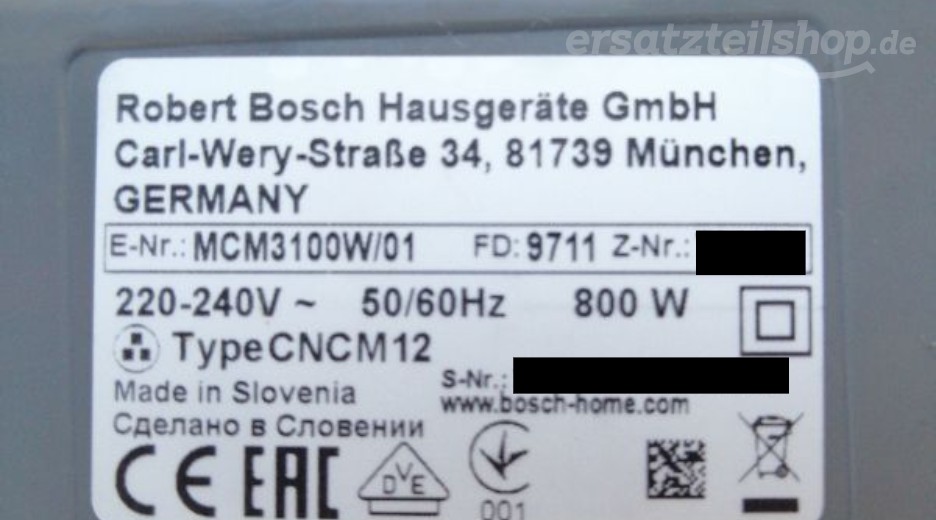 ersatzteilshop.de
Robert Bosch Hausgeräte GmbH
Carl-Wery-Straße 34, 81739 München,
GERMANY
E-Nr.: MCM3100W/01 FD: 9711 Z-Nr.:
220-240V ~ 50/60Hz 800 W
Type CNCM12
Made in Slovenia
S-Nr.:
www.bosch-home.com
Сделано в Словении
CE EAC DVE 001